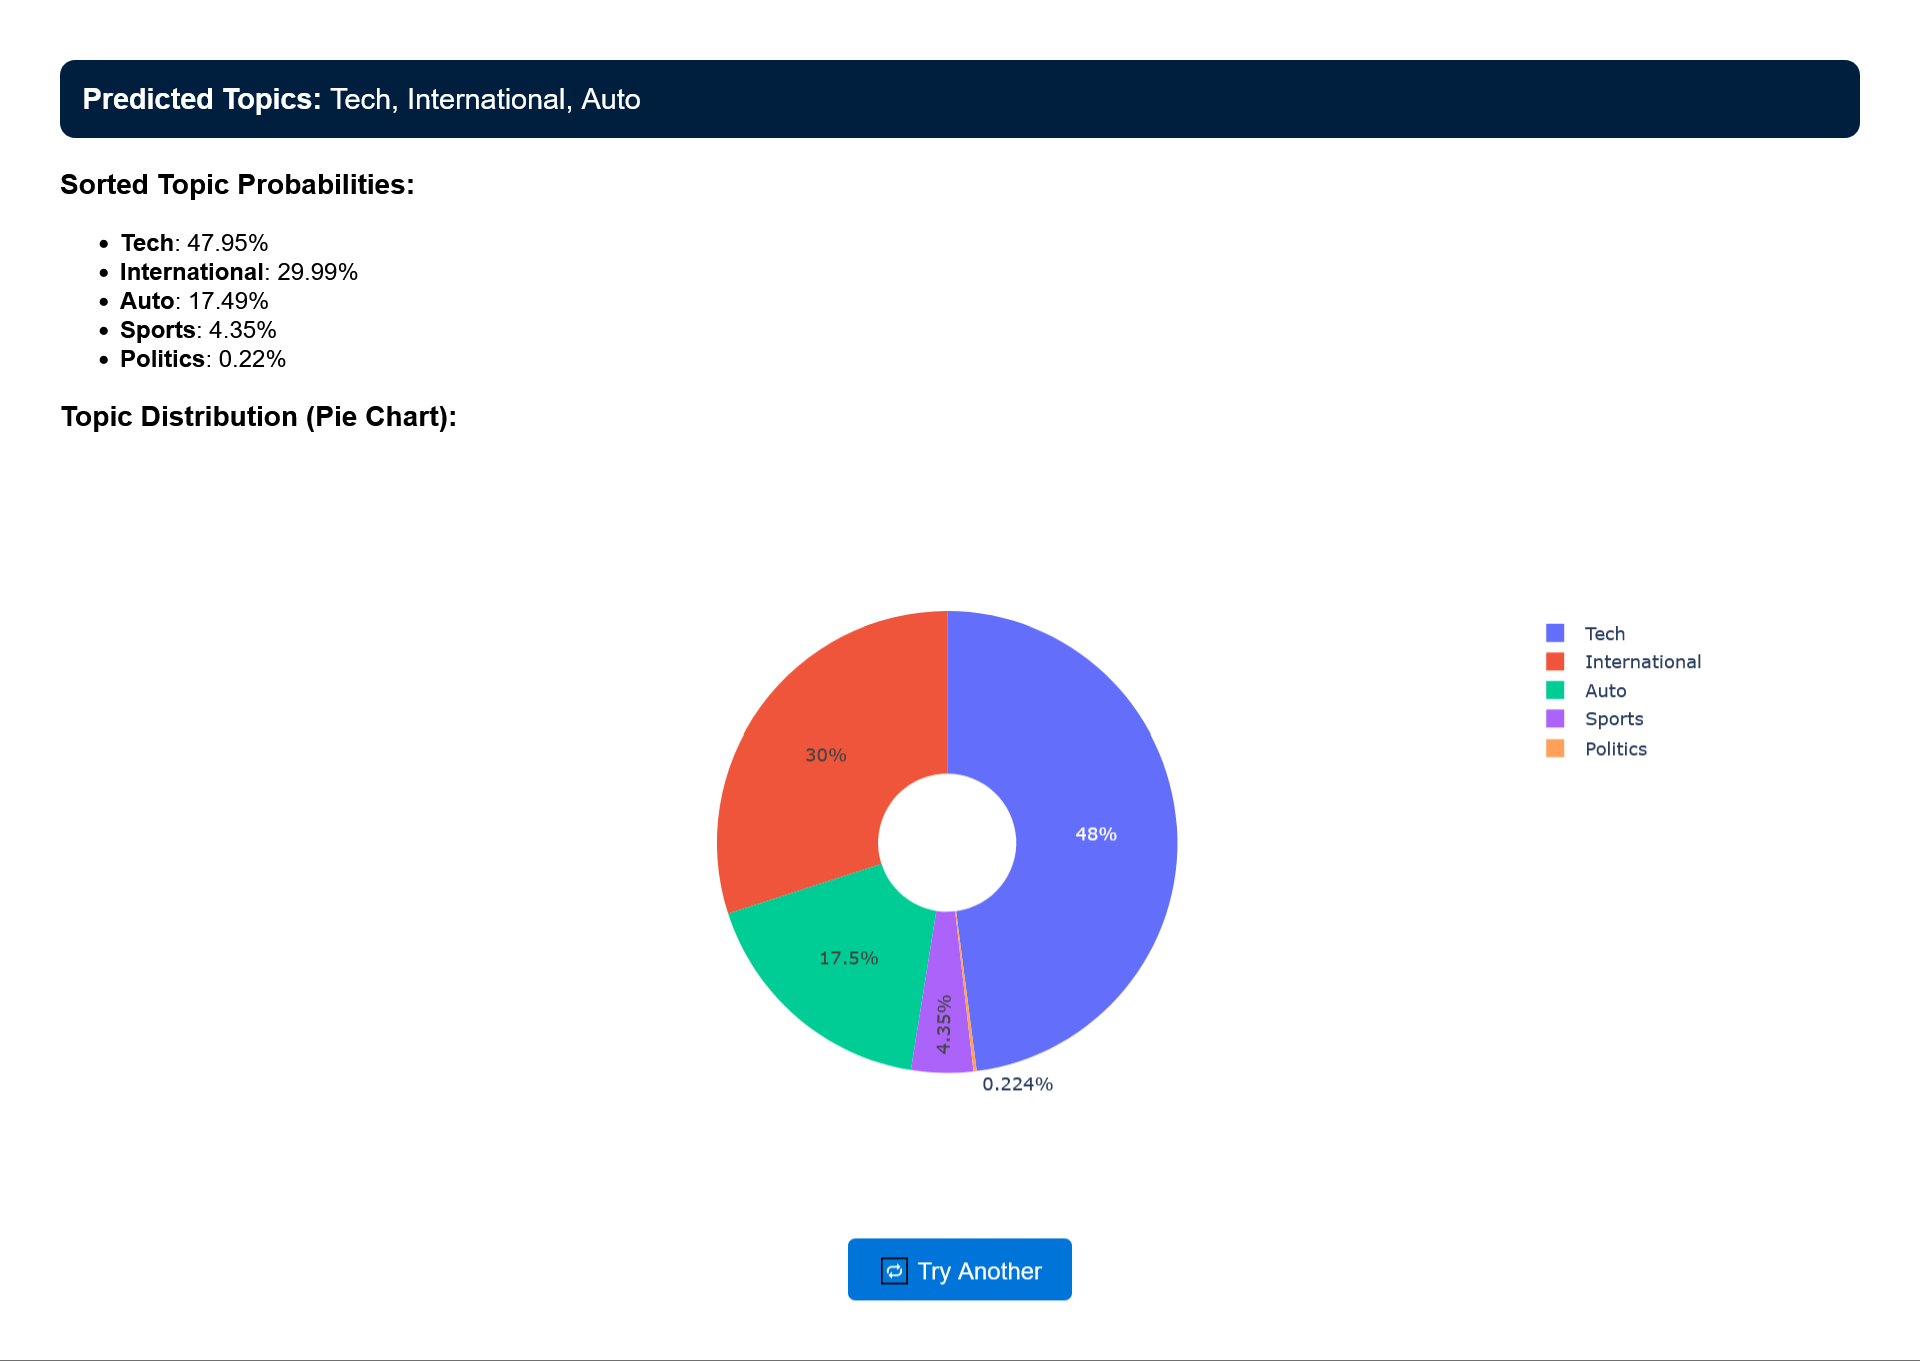 Predicted Topics: Tech, International, Auto
Sorted Topic Probabilities:
Tech: 47.95%
International: 29.99%
Auto: 17.49%
Sports: 4.35%
Politics: 0.22%
Topic Distribution (Pie Chart):
Tech
International
Auto
Sports
Politics
30%
48%
17.5%
4.35%
0.224%
Try Another